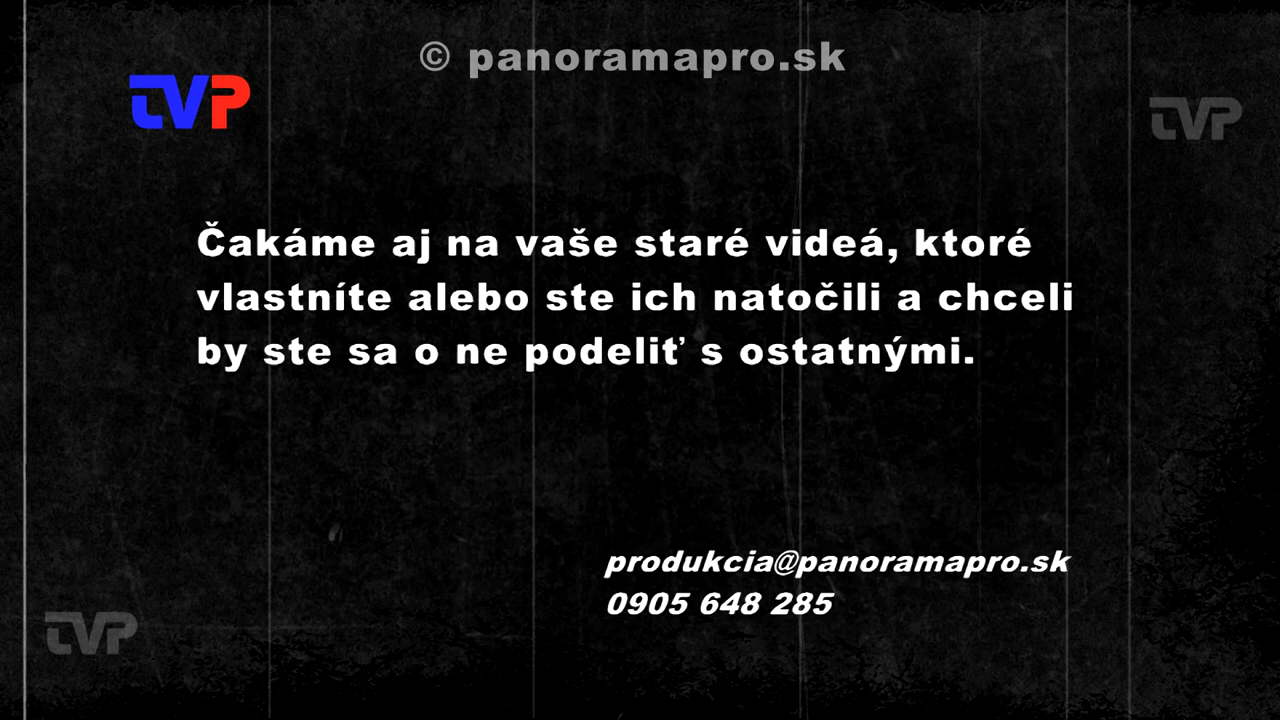 © panoramapro.sk
TVP
TVP
Čakáme aj na vaše staré videá, ktoré
vlastníte alebo ste ich natočili a chceli
by ste sa o ne podeliť s ostatnými.
produkcia@panoramapro.sk
0905 648 285
TVP